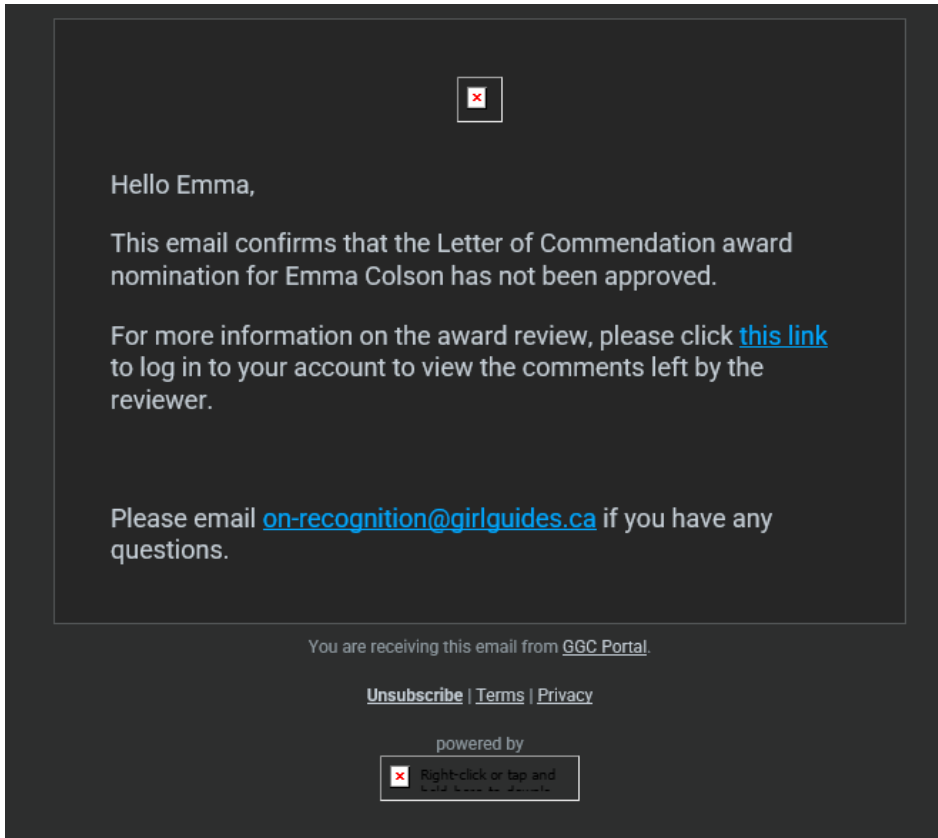 Hello Emma,
This email confirms that the Letter of Commendation award
nomination for Emma Colson has not been approved.
For more information on the award review, please click this link
to log in to your account to view the comments left by the
reviewer.
Please email on-recognition@girlguides.ca if you have any
questions.
You are receiving this email from GGC Portal.
Unsubscribe | Terms | Privacy
powered by
Right-click or tap and
hold here to